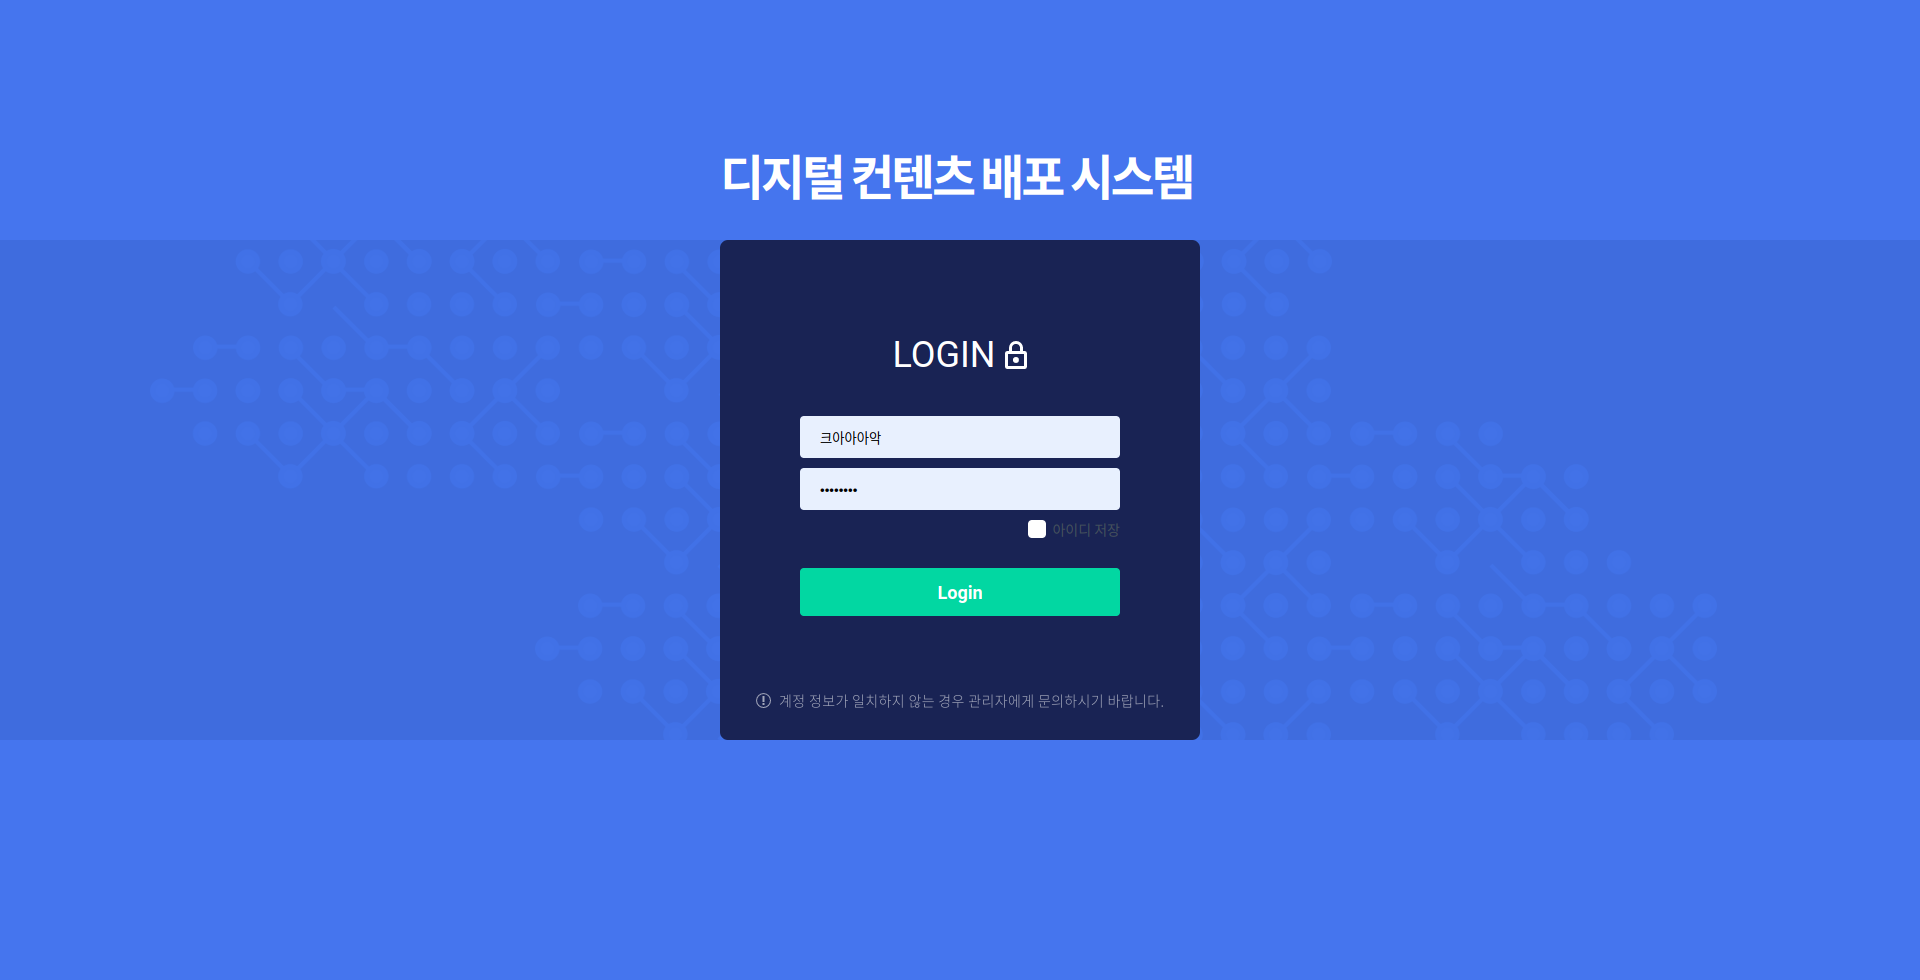 디지털 컨텐츠 배포 시스템
LOGIN
크아아아악
••••••••
아이디 저장
Login
계정 정보가 일치하지 않는 경우 관리자에게 문의하시기 바랍니다.